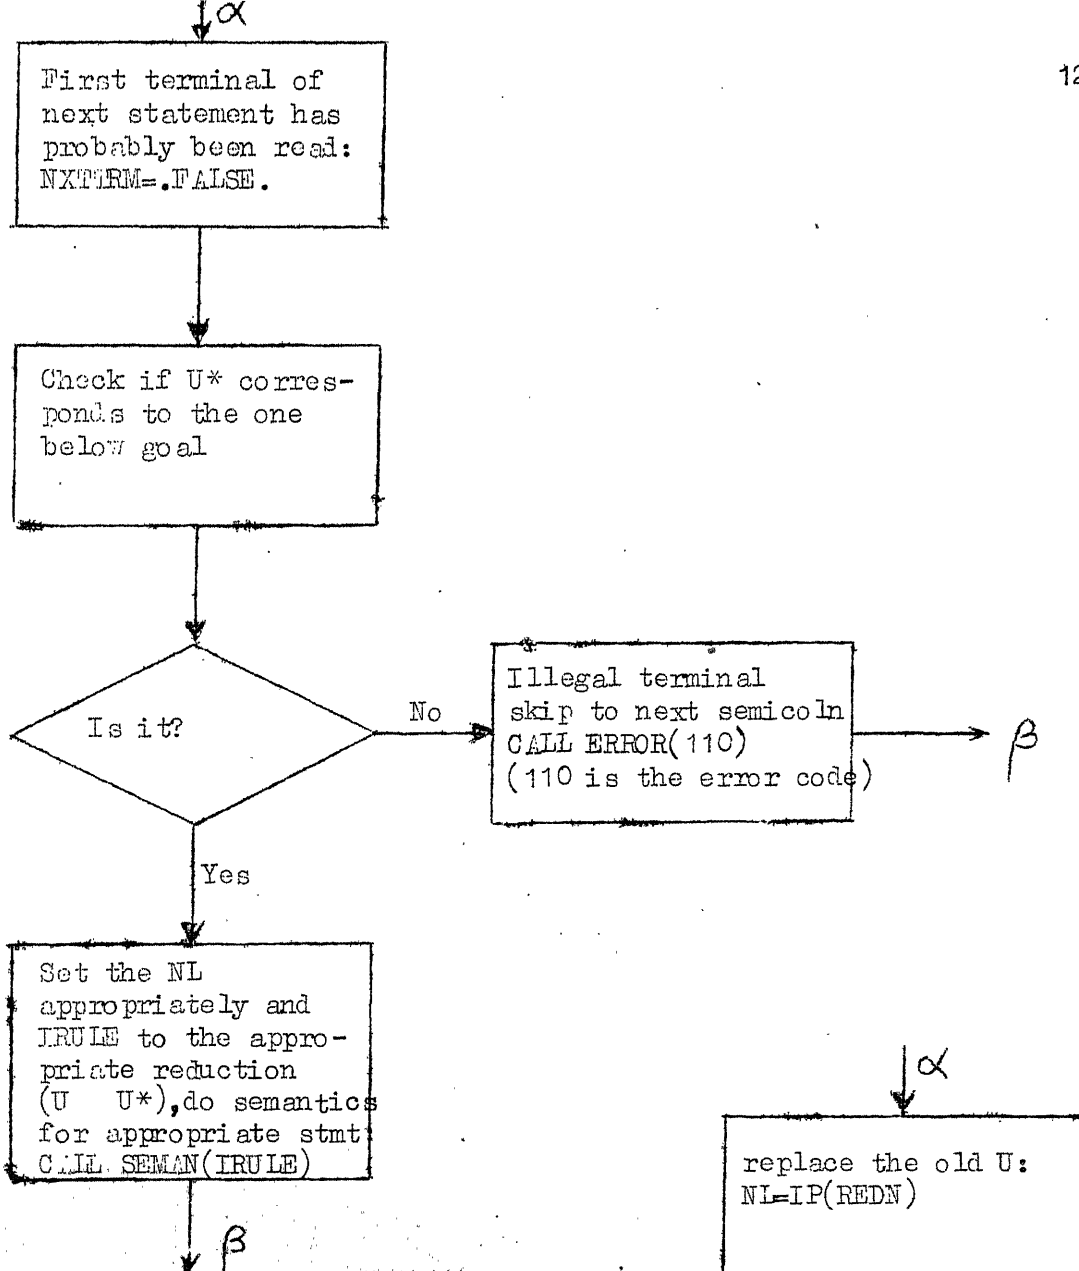 α
12
First terminal of
next statement has
probably been read:
NXTTRM=.FALSE.
Check if U* corres-
ponds to the one
below goal
Is it?
No
Illegal terminal
skip to next semicoln
CALL ERROR(110)
(110 is the error code)
β
Yes
Set the NL
appropriately and
IRULE to the appro-
priate reduction
(U U*),do semantics
for appropriate stmt
CALL SEMAN(IRULE)
β
α
replace the old U:
NL=IP(REDN)